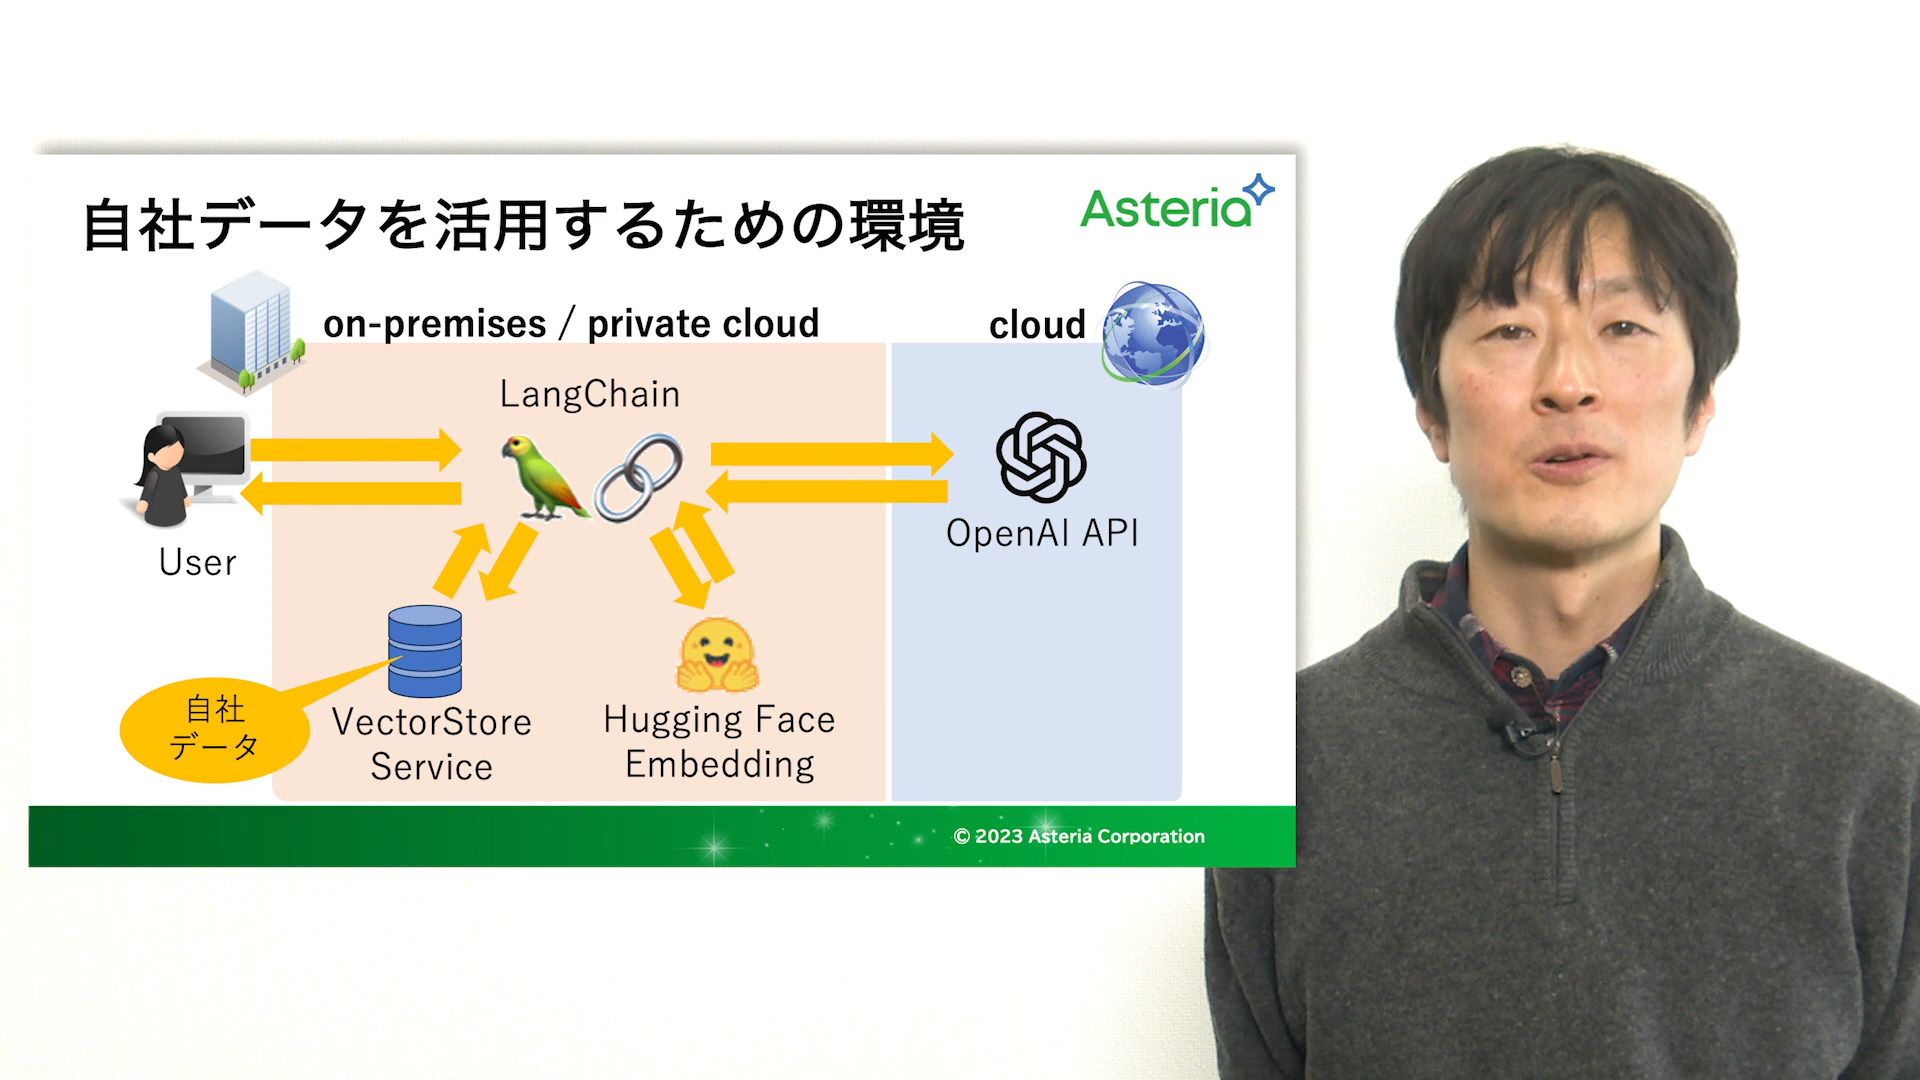 自社データを活用するための環境
Asteria
on-premises / private cloud
cloud
LangChain
OpenAI API
User
自社
データ
VectorStore
Service
Hugging Face
Embedding
© 2023 Asteria Corporation